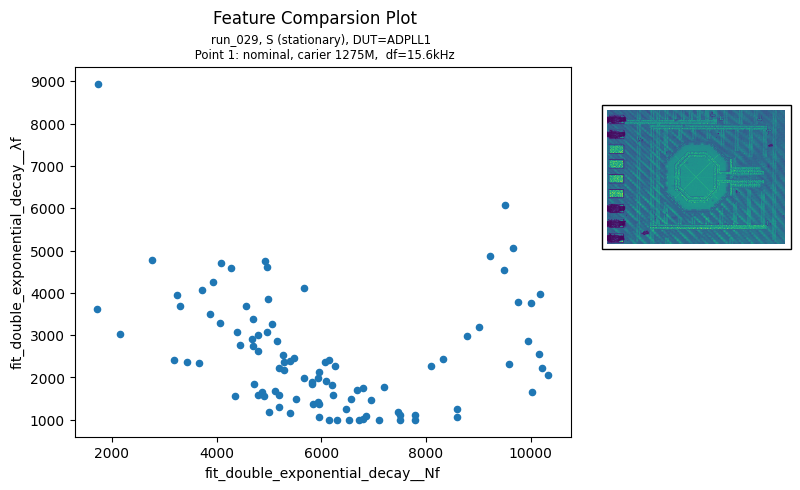 Feature Comparsion Plot
run_029, S (stationary), DUT=ADPLL1
Point 1: nominal, carier 1275M,  df=15.6kHz
9000
8000
7000
6000
5000
4000
3000
2000
1000
fit_double_exponential_decay__λf
2000
4000
6000
8000
10000
fit_double_exponential_decay__Nf